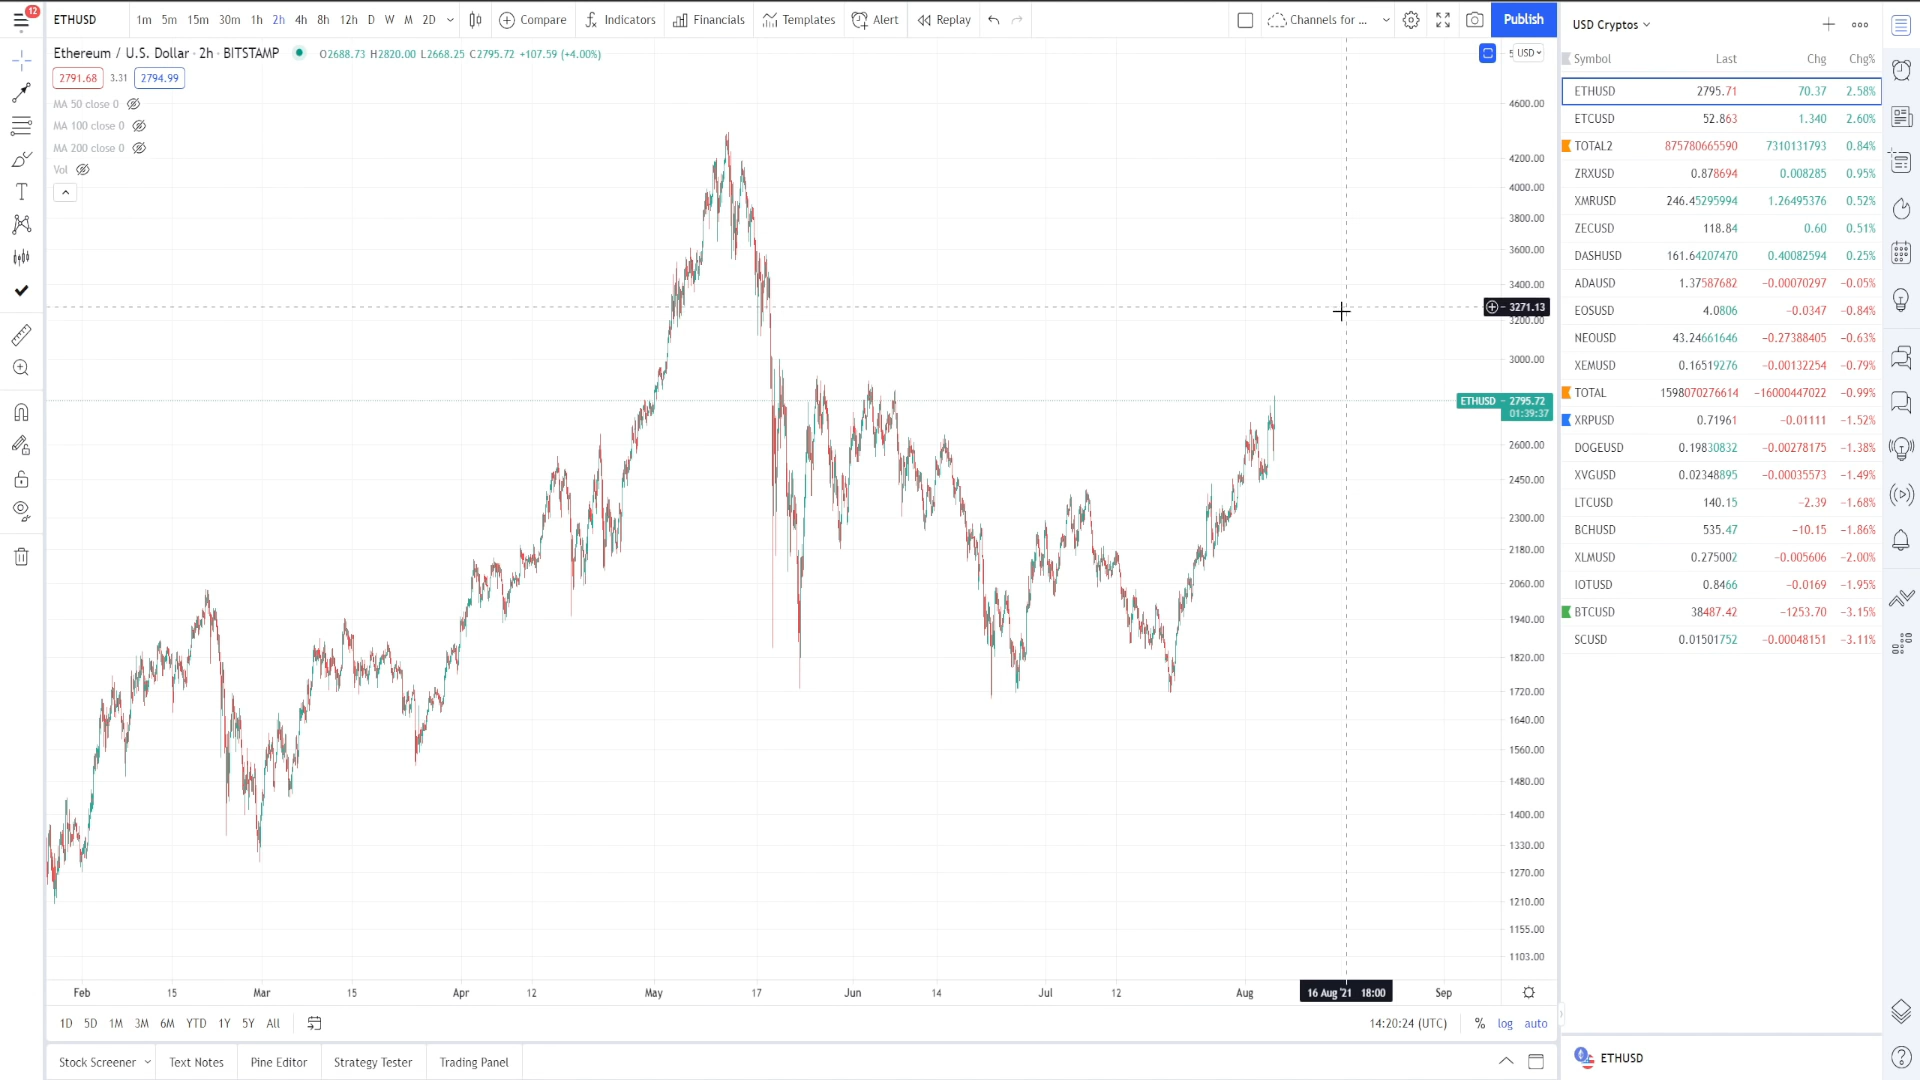 12
ETHUSD 1m 5m 15m 30m 1h 2h 4h 8h 12h D W M 2D Compare Indicators Financials Templates Alert Replay Channels for ... Publish
Ethereum / U.S. Dollar · 2h · BITSTAMP O2688.73 H2820.00 L2668.25 C2795.72 +107.59 (+4.00%)
2791.68 3.31 2794.99
MA 50 close 0
MA 100 close 0
MA 200 close 0
Vol
USD
4600.00
4200.00
4000.00
3800.00
3600.00
3400.00
3271.13
3200.00
3000.00
ETHUSD 2795.72
01:39:37
2600.00
2450.00
2300.00
2180.00
2060.00
1940.00
1820.00
1720.00
1640.00
1560.00
1480.00
1400.00
1330.00
1270.00
1210.00
1155.00
1103.00
Feb 15 Mar 15 Apr 12 May 17 Jun 14 Jul 12 Aug 16 Aug '21 18:00 Sep
1D 5D 1M 3M 6M YTD 1Y 5Y All 14:20:24 (UTC) % log auto
Stock Screener Text Notes Pine Editor Strategy Tester Trading Panel
USD Cryptos
Symbol Last Chg Chg%
ETHUSD 2795.71 70.37 2.58%
ETCUSD 52.863 1.340 2.60%
TOTAL2 875780665590 7310131793 0.84%
ZRXUSD 0.878694 0.008285 0.95%
XMRUSD 246.45295994 1.26495376 0.52%
ZECUSD 118.84 0.60 0.51%
DASHUSD 161.64207470 0.40082594 0.25%
ADAUSD 1.37587682 −0.00070297 −0.05%
EOSUSD 4.0806 −0.0347 −0.84%
NEOUSD 43.24661646 −0.27388405 −0.63%
XEMUSD 0.16519276 −0.00132254 −0.79%
TOTAL 1598070276614 −16000447022 −0.99%
XRPUSD 0.71961 −0.01111 −1.52%
DOGEUSD 0.19830832 −0.00278175 −1.38%
XVGUSD 0.02348895 −0.00035573 −1.49%
LTCUSD 140.15 −2.39 −1.68%
BCHUSD 535.47 −10.15 −1.86%
XLMUSD 0.275002 −0.005606 −2.00%
IOTUSD 0.8466 −0.0169 −1.95%
BTCUSD 38487.42 −1253.70 −3.15%
SCUSD 0.01501752 −0.00048151 −3.11%
ETHUSD